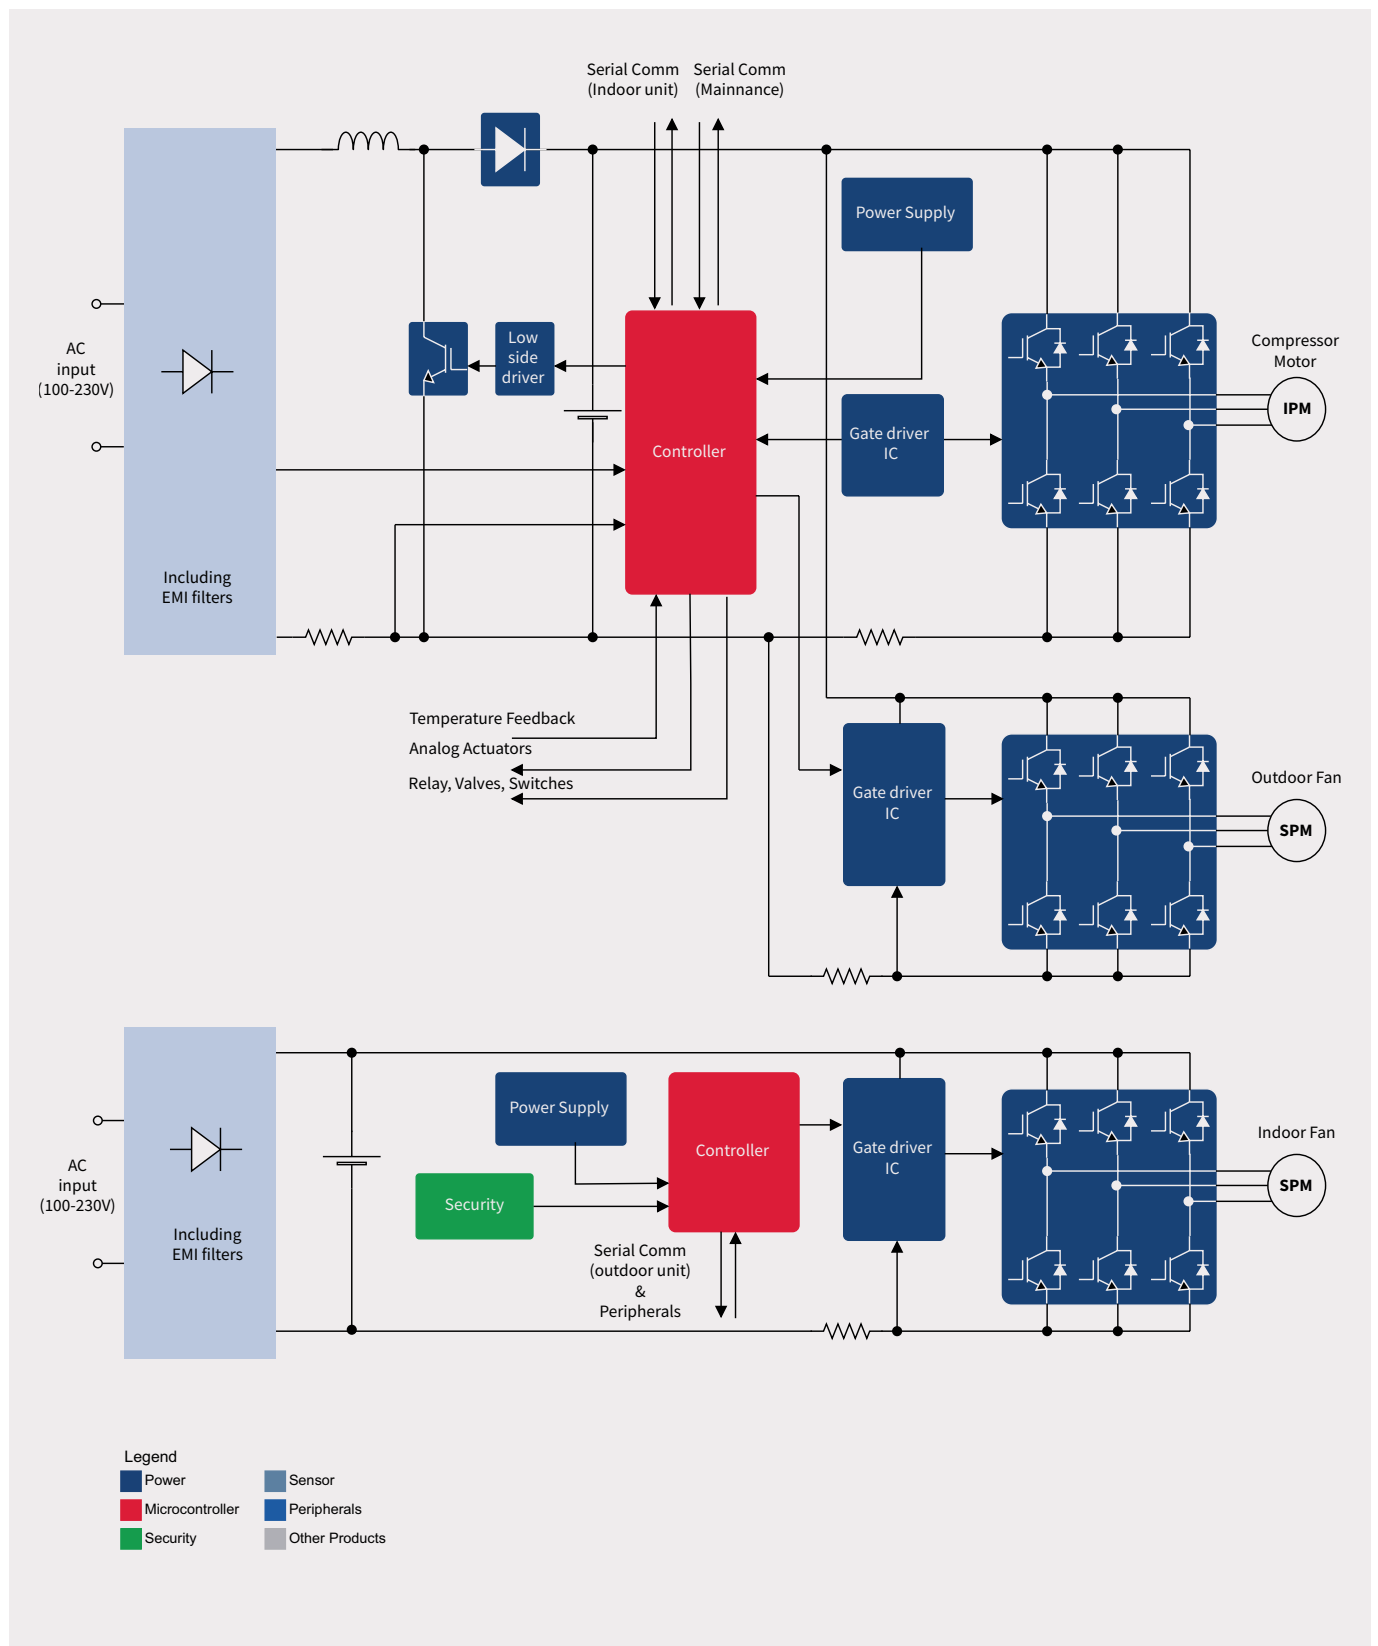 Serial Comm
(Indoor unit)
Serial Comm
(Mainnance)
Power Supply
AC
input
(100-230V)
Low
side
driver
Compressor
Motor
IPM
Gate driver
IC
Controller
Including
EMI filters
Temperature Feedback
Analog Actuators
Relay, Valves, Switches
Gate driver
IC
Outdoor Fan
SPM
Power Supply
Controller
Gate driver
IC
Indoor Fan
SPM
AC
input
(100-230V)
Security
Including
EMI filters
Serial Comm
(outdoor unit)
&
Peripherals
Legend
Power
Sensor
Microcontroller
Peripherals
Security
Other Products